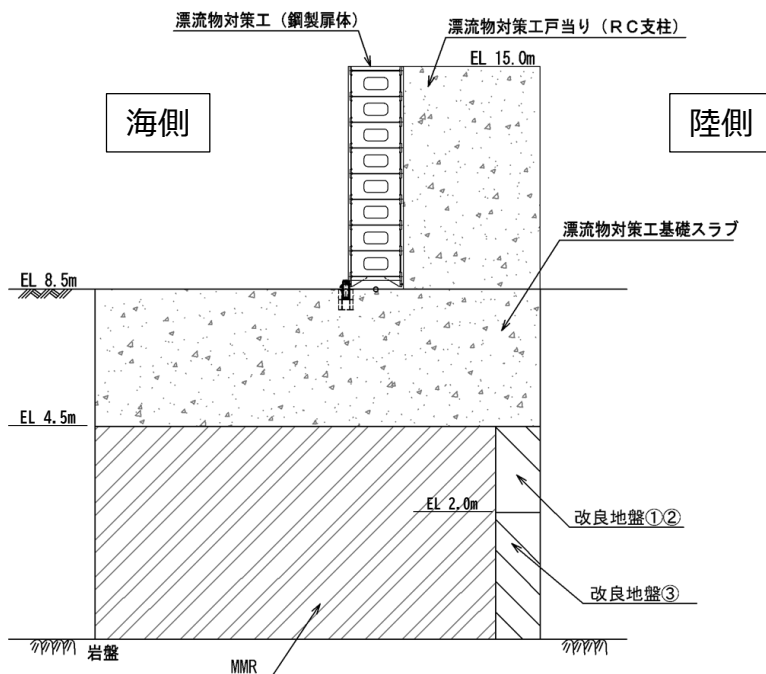 漂流物対策工（鋼製扉体）
漂流物対策工戸当り（ＲＣ支柱）
EL 15.0m
海側
陸側
漂流物対策工基礎スラブ
EL 8.5m
EL 4.5m
EL 2.0m
改良地盤①②
改良地盤③
岩盤
MMR